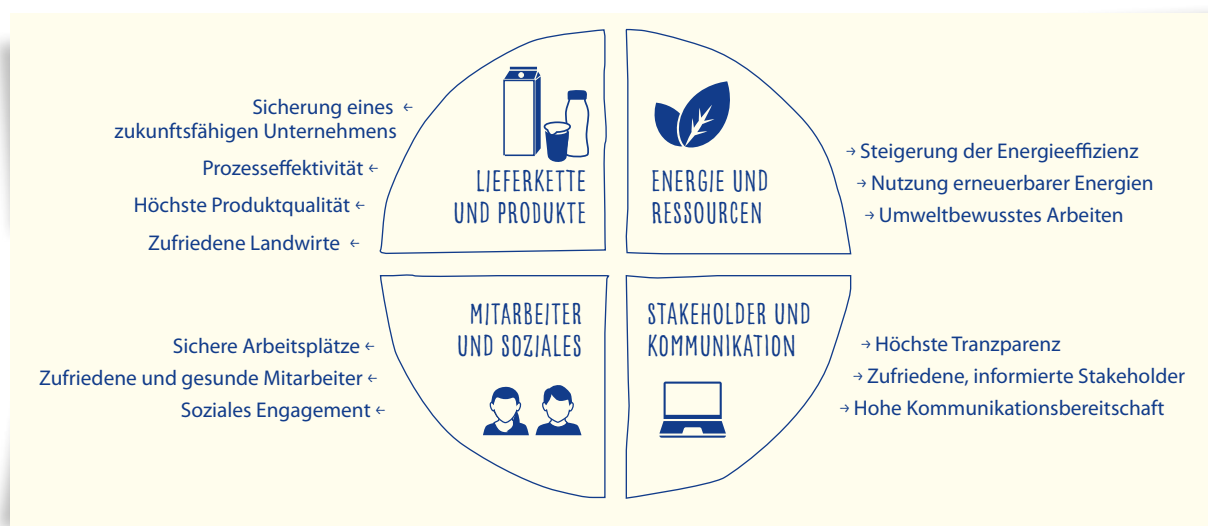 Sicherung eines ←
zukunftsfähigen Unternehmens
Prozesseffektivität ←
Höchste Produktqualität ←
Zufriedene Landwirte ←
LIEFERKETTE
UND PRODUKTE
ENERGIE UND
RESSOURCEN
→ Steigerung der Energieeffizienz
→ Nutzung erneuerbarer Energien
→ Umweltbewusstes Arbeiten
Sichere Arbeitsplätze ←
Zufriedene und gesunde Mitarbeiter ←
Soziales Engagement ←
MITARBEITER
UND SOZIALES
STAKEHOLDER UND
KOMMUNIKATION
→ Höchste Tranzparenz
→ Zufriedene, informierte Stakeholder
→ Hohe Kommunikationsbereitschaft